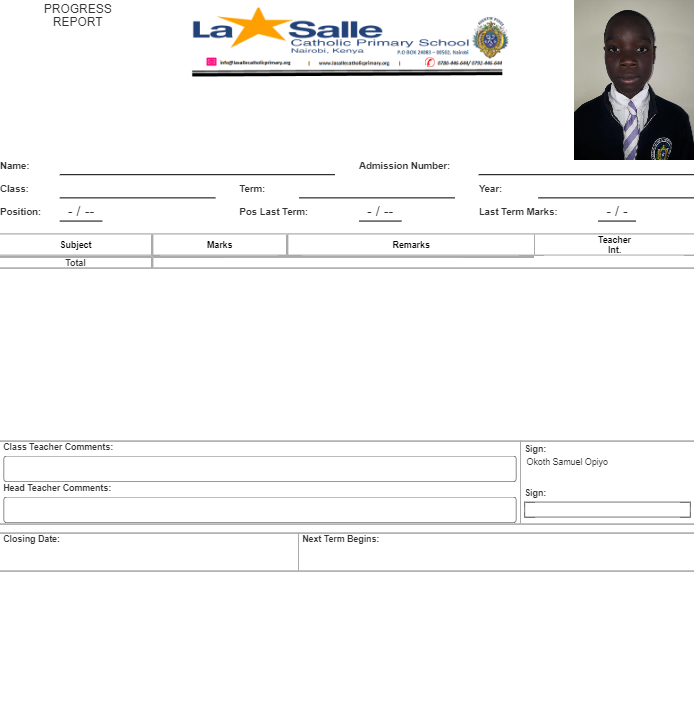 PROGRESS
REPORT
La Salle
Catholic Primary School
Nairobi, Kenya
P.O BOX 24083 – 00502, Nairobi
info@lasallecatholicprimary.org | www.lasallecatholicprimary.org | 0780-446-644/ 0792-446-644
Name: Admission Number:
Class: Term: Year:
Position: - / -- Pos Last Term: - / -- Last Term Marks: - / -
Subject Marks Remarks Teacher
Int.
Total
Class Teacher Comments: Sign:
Okoth Samuel Opiyo
Head Teacher Comments: Sign:
Closing Date: Next Term Begins: